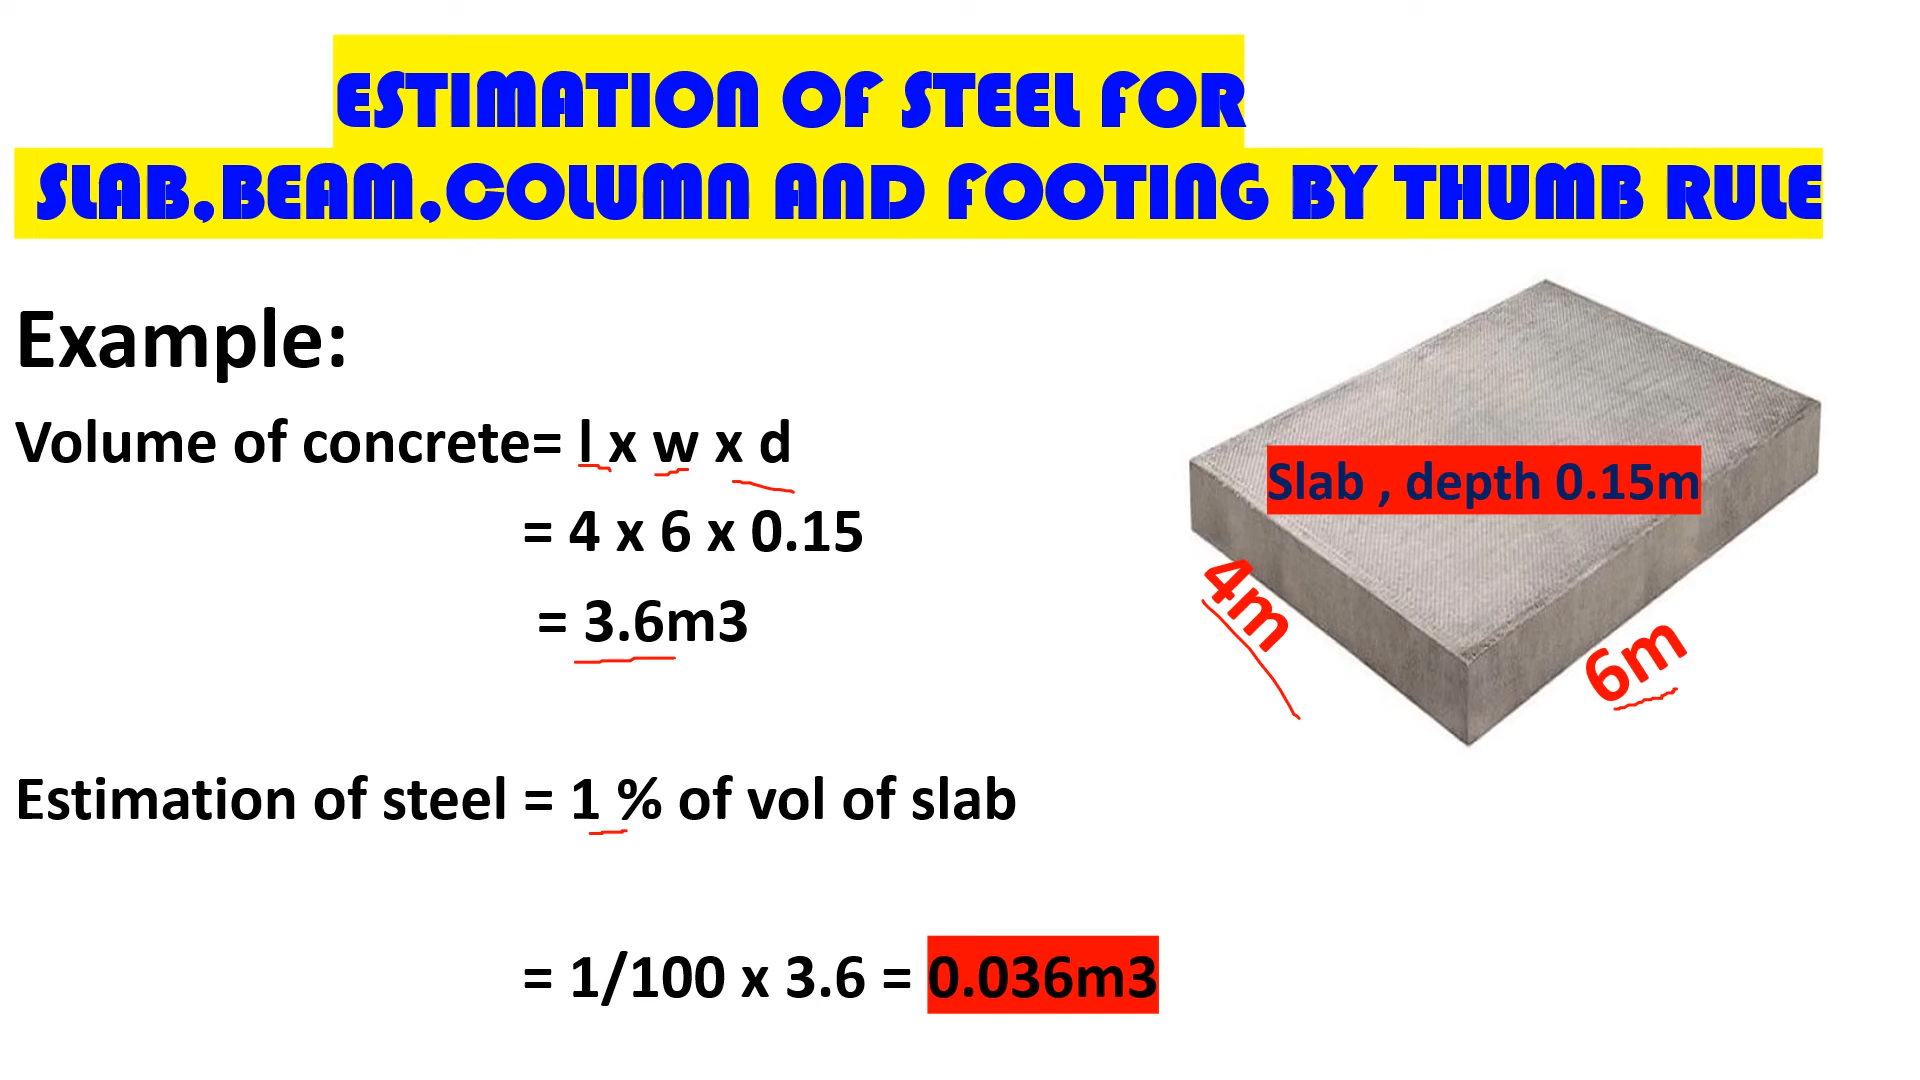 ESTIMATION OF STEEL FOR
SLAB,BEAM,COLUMN AND FOOTING BY THUMB RULE
Example:
Volume of concrete= l x w x d
= 4 x 6 x 0.15
= 3.6m3
Slab , depth 0.15m
4m
6m
Estimation of steel = 1 % of vol of slab
= 1/100 x 3.6 = 0.036m3